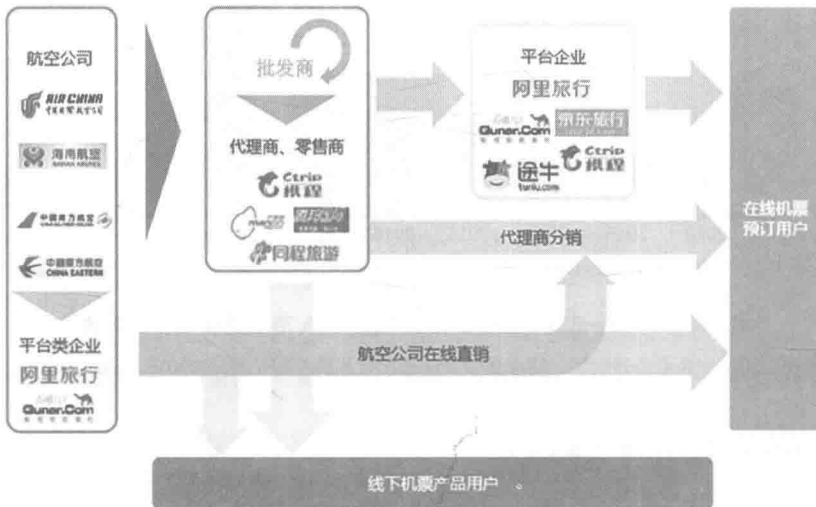 航空公司
AIR CHINA
海南航空
中国南方航空
中国东方航空
CHINA EASTERN
平台类企业
阿里旅行
Qunar.Com
批发商
代理商、零售商
Ctrip
携程
同程旅游
平台企业
阿里旅行
Qunar.Com
京东旅行
途牛
tuniu.com
Ctrip
携程
代理商分销
航空公司在线直销
在线机票
预订用户
线下机票产品用户